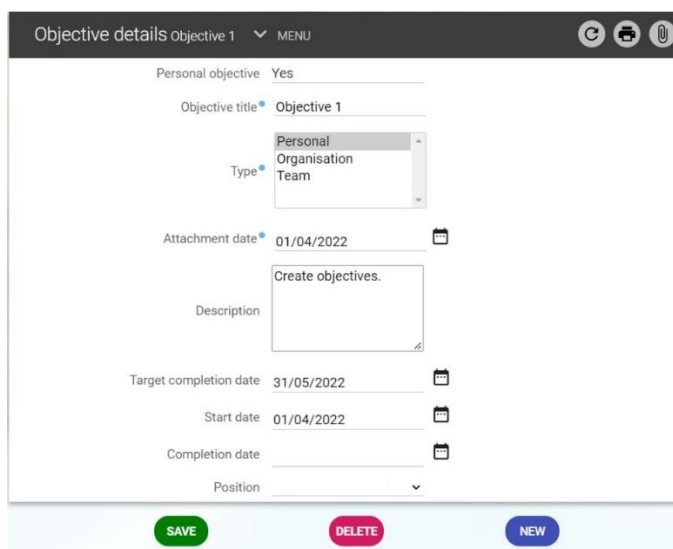 Objective details Objective 1 MENU
Personal objective Yes
Objective title Objective 1
Personal
Organisation
Type
Team
Attachment date 01/04/2022
Create objectives.
Description
Target completion date 31/05/2022
Start date 01/04/2022
Completion date
Position
SAVE DELETE NEW